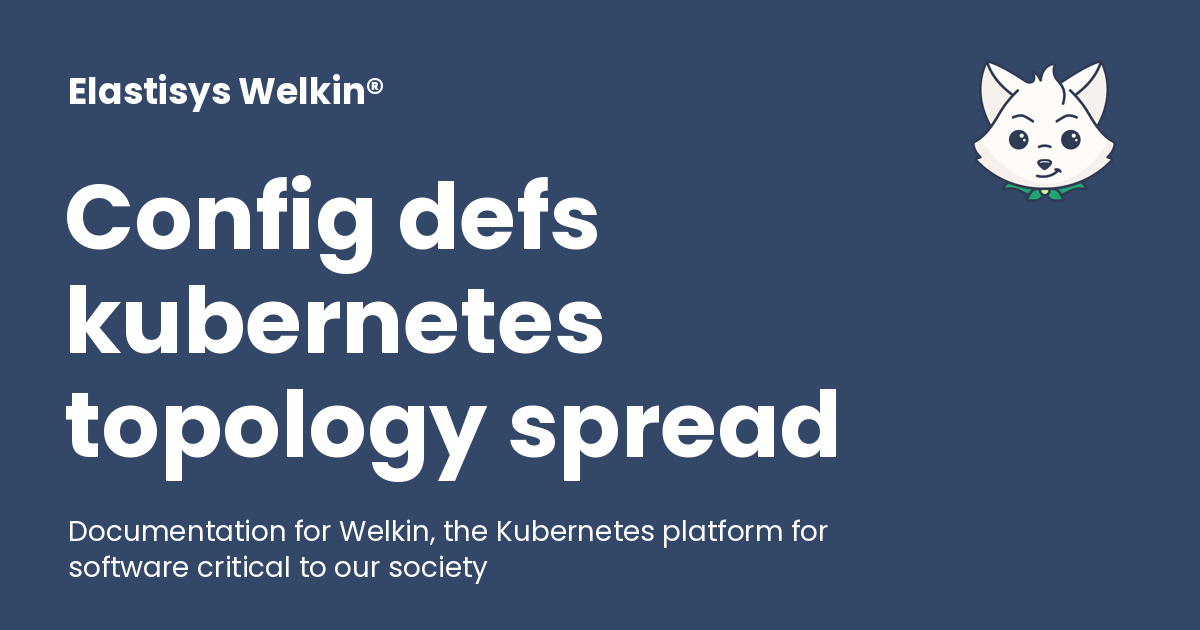 Elastisys Welkin®
Config defs
kubernetes
topology spread
Documentation for Welkin, the Kubernetes platform for
software critical to our society